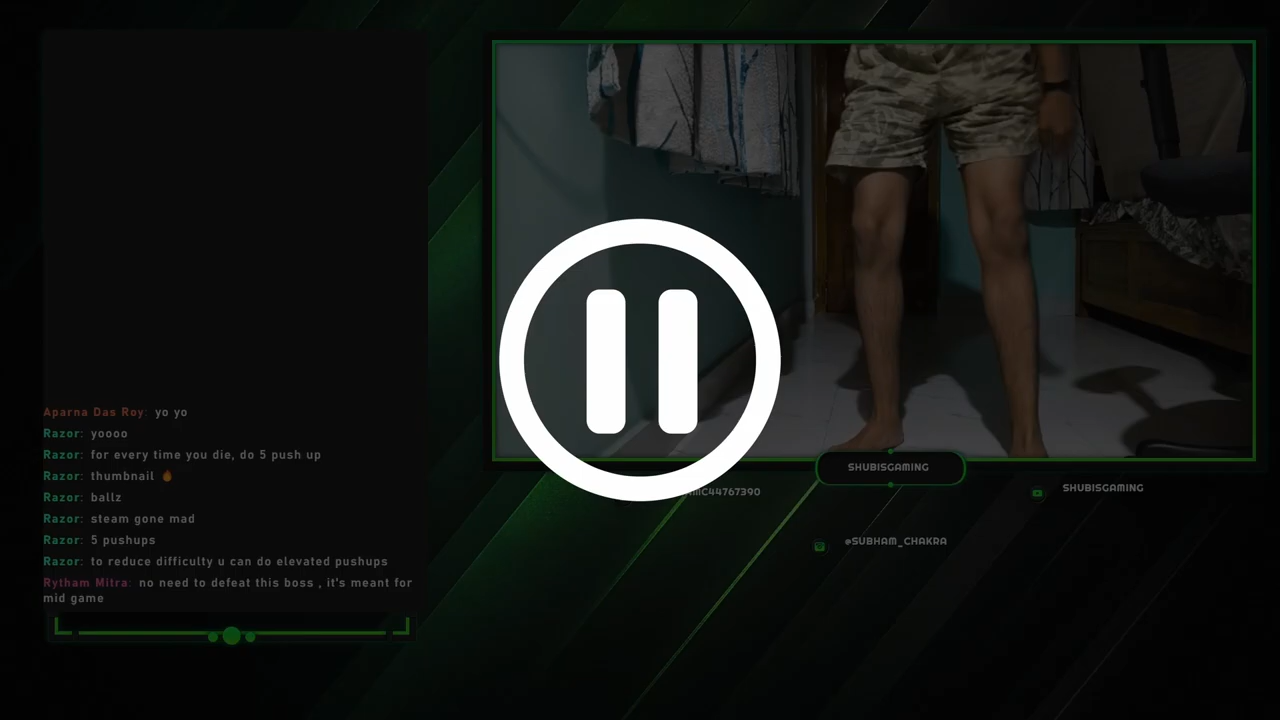 Aparna Das Roy: yo yo
Razor: yoooo
Razor: for every time you die, do 5 push up
Razor: thumbnail 🔥
Razor: ballz
Razor: steam gone mad
Razor: 5 pushups
Razor: to reduce difficulty u can do elevated pushups
Rytham Mitra: no need to defeat this boss , it's meant for
mid game
SHUBISGAMING
SHUBISGAMING
@SUBHAM_CHAKRA